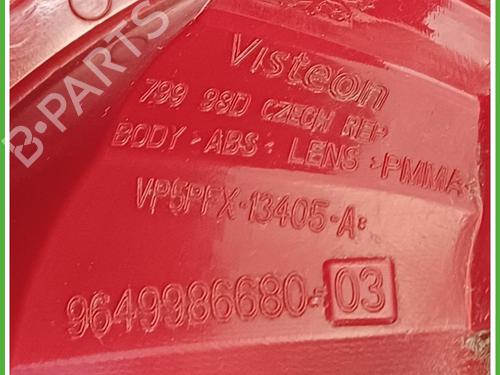 Visteon
799 98D CZECH REP
BODY >ABS< LENS >PMMA<
VP5PFX-13405-A
9649986680-03
B-PARTS